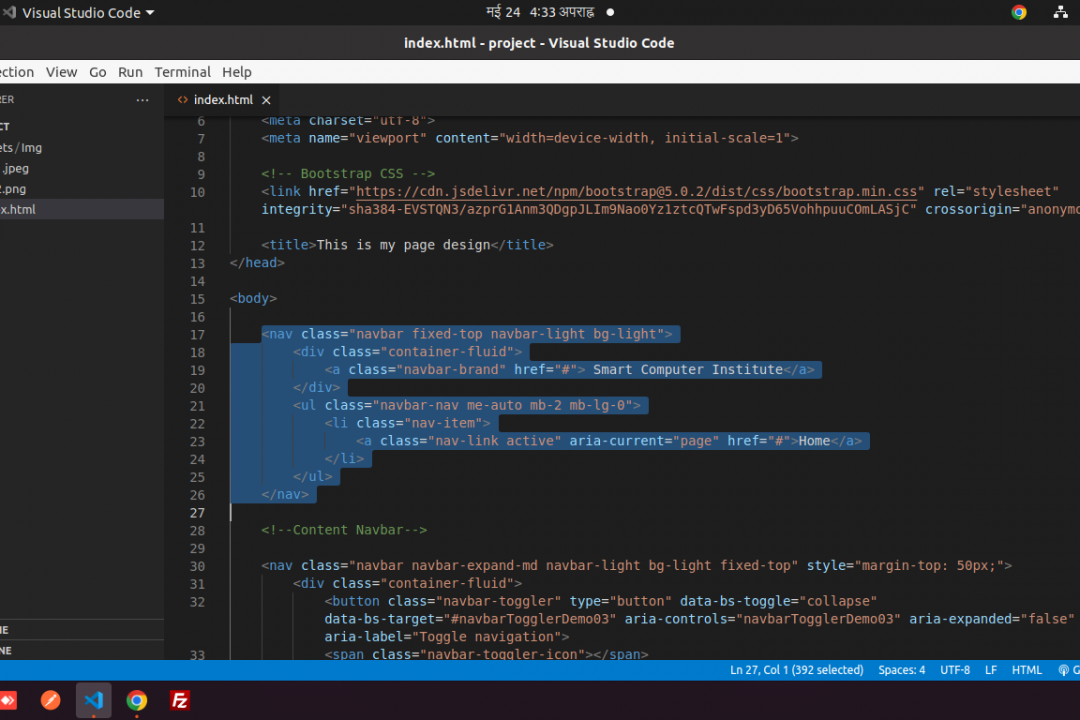 Visual Studio Code
मई 24 4:33 अपराह्न
index.html - project - Visual Studio Code
ction View Go Run Terminal Help
RER ···
index.html
CT
ets/Img
.jpeg
.png
x.html
6 <meta charset="utf-8">
7 <meta name="viewport" content="width=device-width, initial-scale=1">
8
9 <!-- Bootstrap CSS -->
10 <link href="https://cdn.jsdelivr.net/npm/bootstrap@5.0.2/dist/css/bootstrap.min.css" rel="stylesheet"
integrity="sha384-EVSTQN3/azprG1Anm3QDgpJLIm9Nao0Yz1ztcQTwFspd3yD65VohhpuuCOmLASjC" crossorigin="anonymo
11
12 <title>This is my page design</title>
13 </head>
14
15 <body>
16
17 <nav class="navbar fixed-top navbar-light bg-light">
18 <div class="container-fluid">
19 <a class="navbar-brand" href="#"> Smart Computer Institute</a>
20 </div>
21 <ul class="navbar-nav me-auto mb-2 mb-lg-0">
22 <li class="nav-item">
23 <a class="nav-link active" aria-current="page" href="#">Home</a>
24 </li>
25 </ul>
26 </nav>
27
28 <!--Content Navbar-->
29
30 <nav class="navbar navbar-expand-md navbar-light bg-light fixed-top" style="margin-top: 50px;">
31 <div class="container-fluid">
32 <button class="navbar-toggler" type="button" data-bs-toggle="collapse"
data-bs-target="#navbarTogglerDemo03" aria-controls="navbarTogglerDemo03" aria-expanded="false"
aria-label="Toggle navigation">
33 <span class="navbar-toggler-icon"></span>
NE
NE
Ln 27, Col 1 (392 selected) Spaces: 4 UTF-8 LF HTML G
Fz